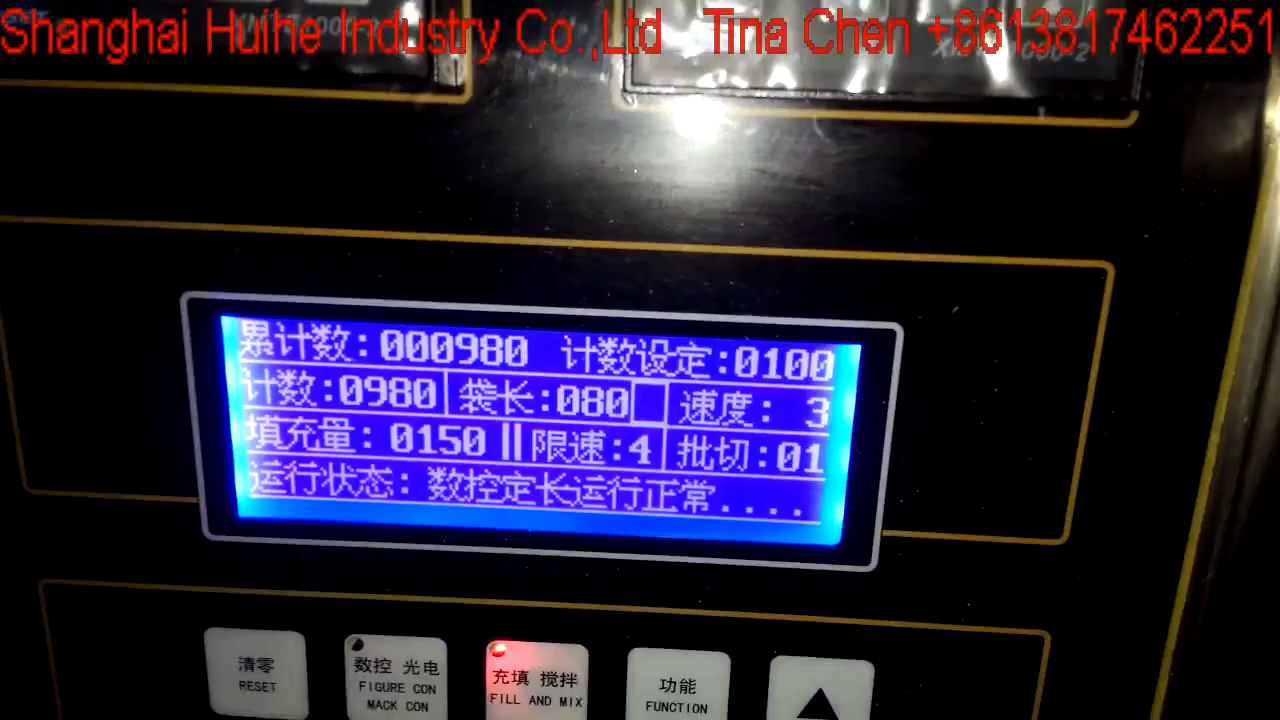 Shanghai Huihe Industry Co.,Ltd Tina Chen +8613817462251
累计数:000980 计数设定:0100
计数:0980 袋长:080 速度: 3
填充量: 0150 限速:4 批切:01
运行状态: 数控定长运行正常....
清零
RESET
数控 光电
FIGURE CON
MACK CON
充填 搅拌
FILL AND MIX
功能
FUNCTION